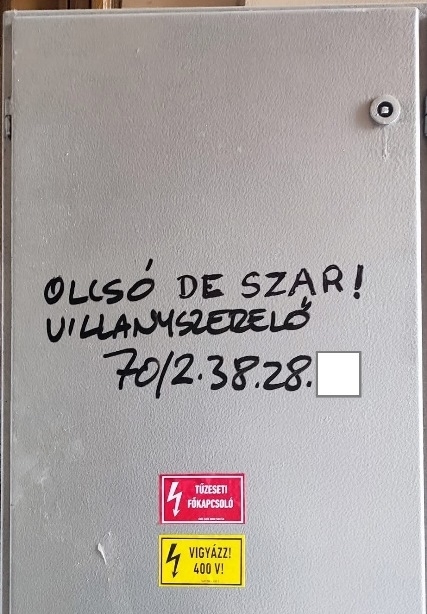 OLCSÓ DE SZAR!
VILLANYSZERELŐ
70/2.38.28.
TŰZESETI
FŐKAPCSOLÓ
VIGYÁZZ!
400 V!